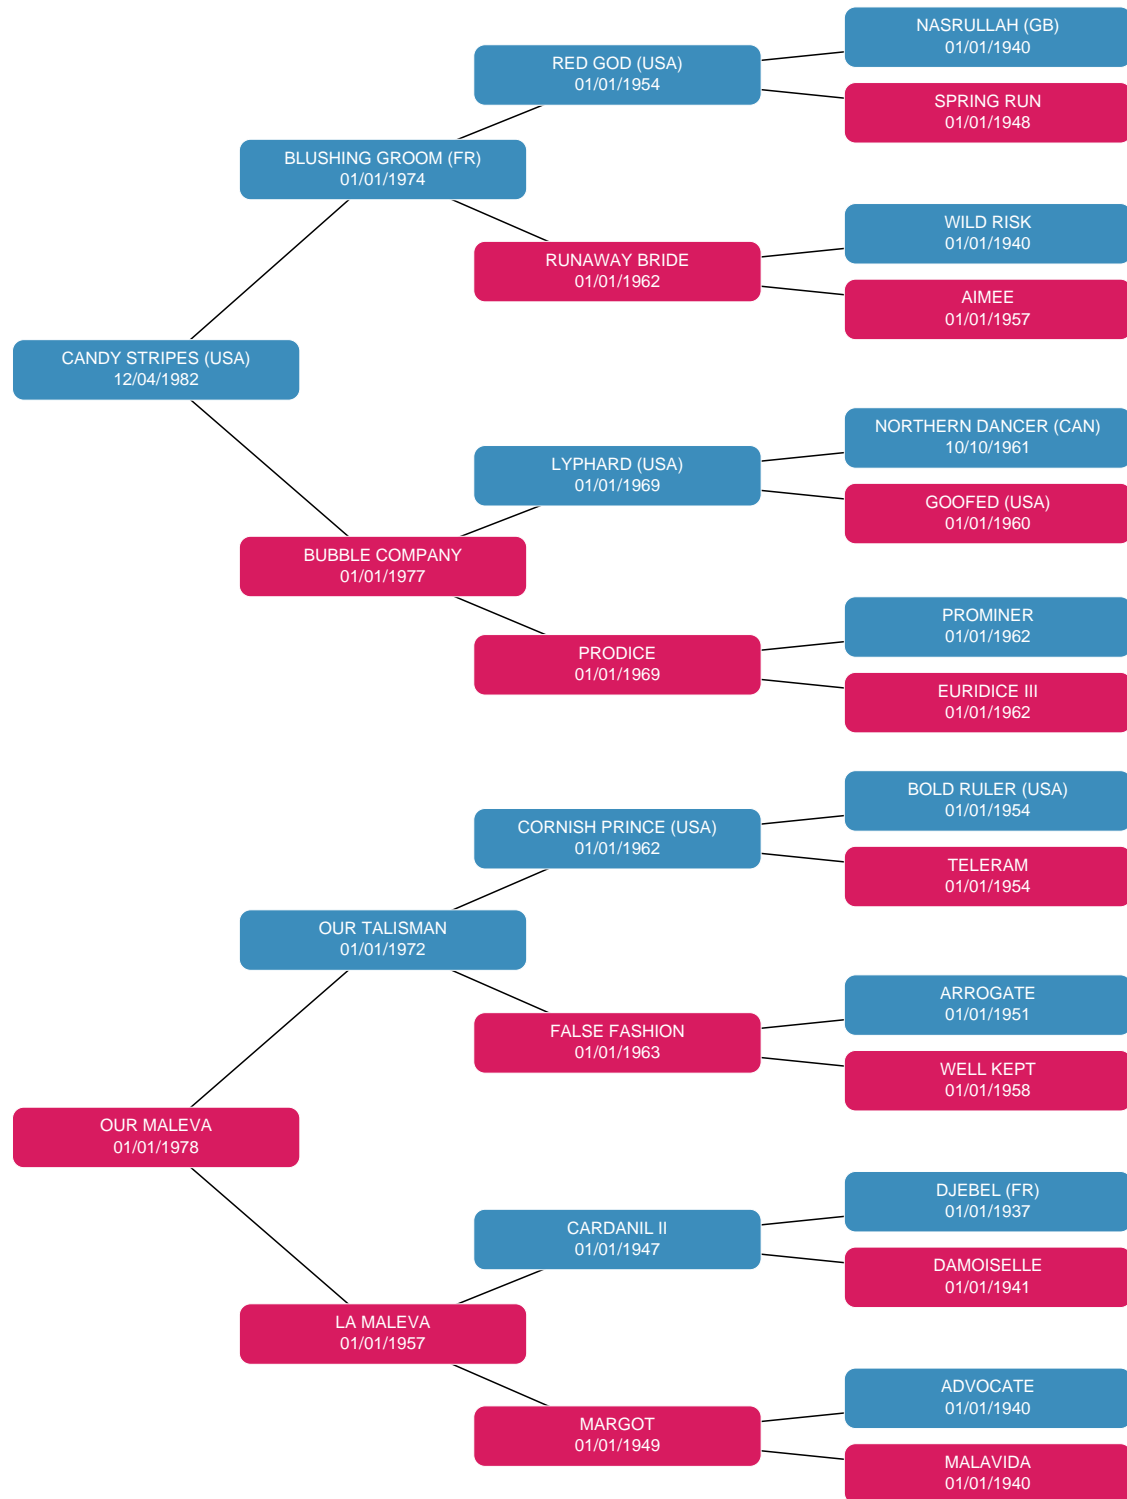 NASRULLAH (GB)
01/01/1940
RED GOD (USA)
01/01/1954
SPRING RUN
01/01/1948
BLUSHING GROOM (FR)
01/01/1974
WILD RISK
01/01/1940
RUNAWAY BRIDE
01/01/1962
AIMEE
01/01/1957
CANDY STRIPES (USA)
12/04/1982
NORTHERN DANCER (CAN)
10/10/1961
LYPHARD (USA)
01/01/1969
GOOFED (USA)
01/01/1960
BUBBLE COMPANY
01/01/1977
PROMINER
01/01/1962
PRODICE
01/01/1969
EURIDICE III
01/01/1962
BOLD RULER (USA)
01/01/1954
CORNISH PRINCE (USA)
01/01/1962
TELERAM
01/01/1954
OUR TALISMAN
01/01/1972
ARROGATE
01/01/1951
FALSE FASHION
01/01/1963
WELL KEPT
01/01/1958
OUR MALEVA
01/01/1978
DJEBEL (FR)
01/01/1937
CARDANIL II
01/01/1947
DAMOISELLE
01/01/1941
LA MALEVA
01/01/1957
ADVOCATE
01/01/1940
MARGOT
01/01/1949
MALAVIDA
01/01/1940